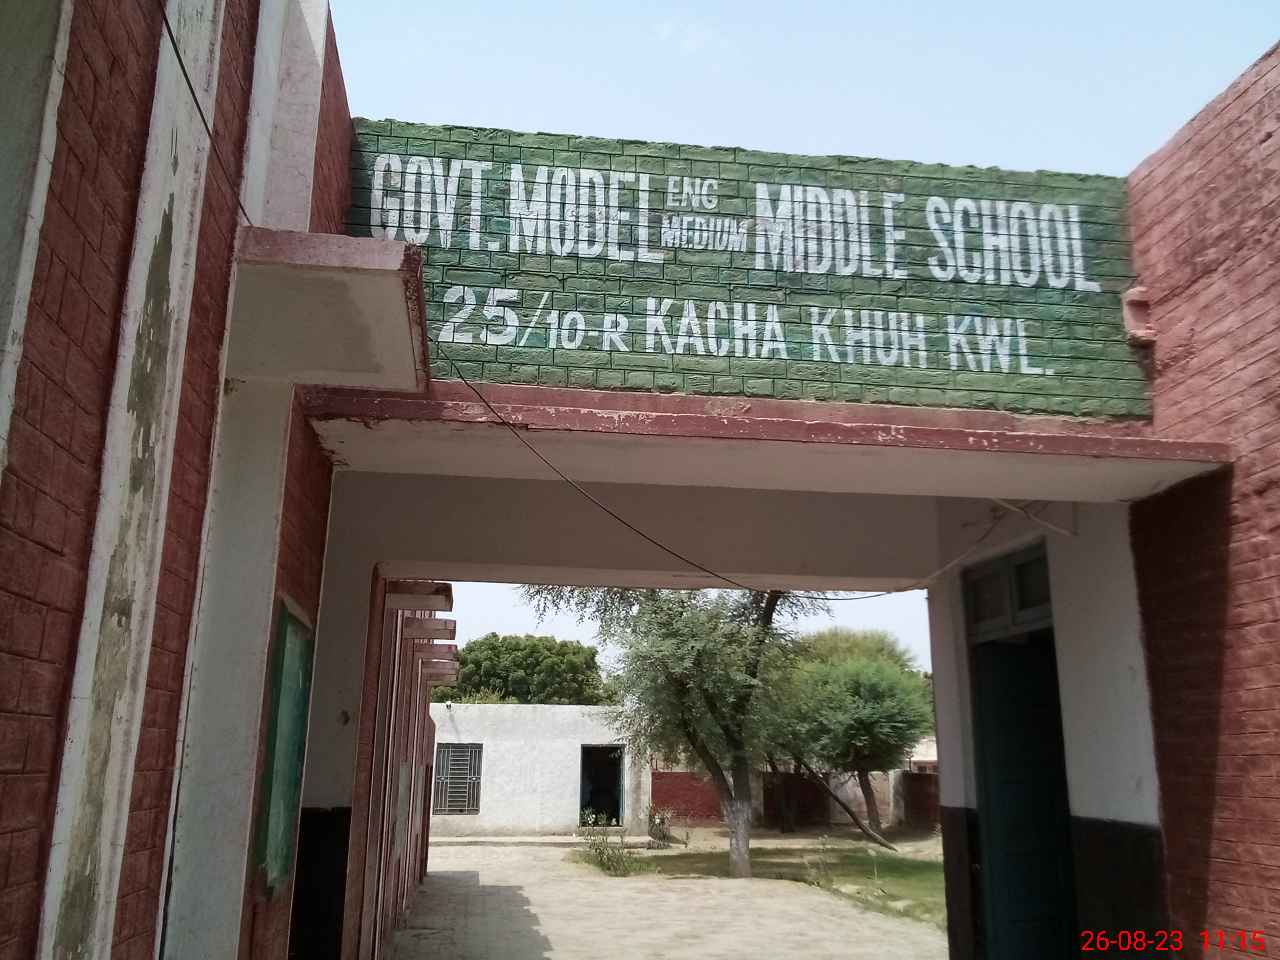 GOVT. MODEL ENG MEDIUM MIDDLE SCHOOL
25/10-R KACHA KHUH KWL.
26-08-23 11:15